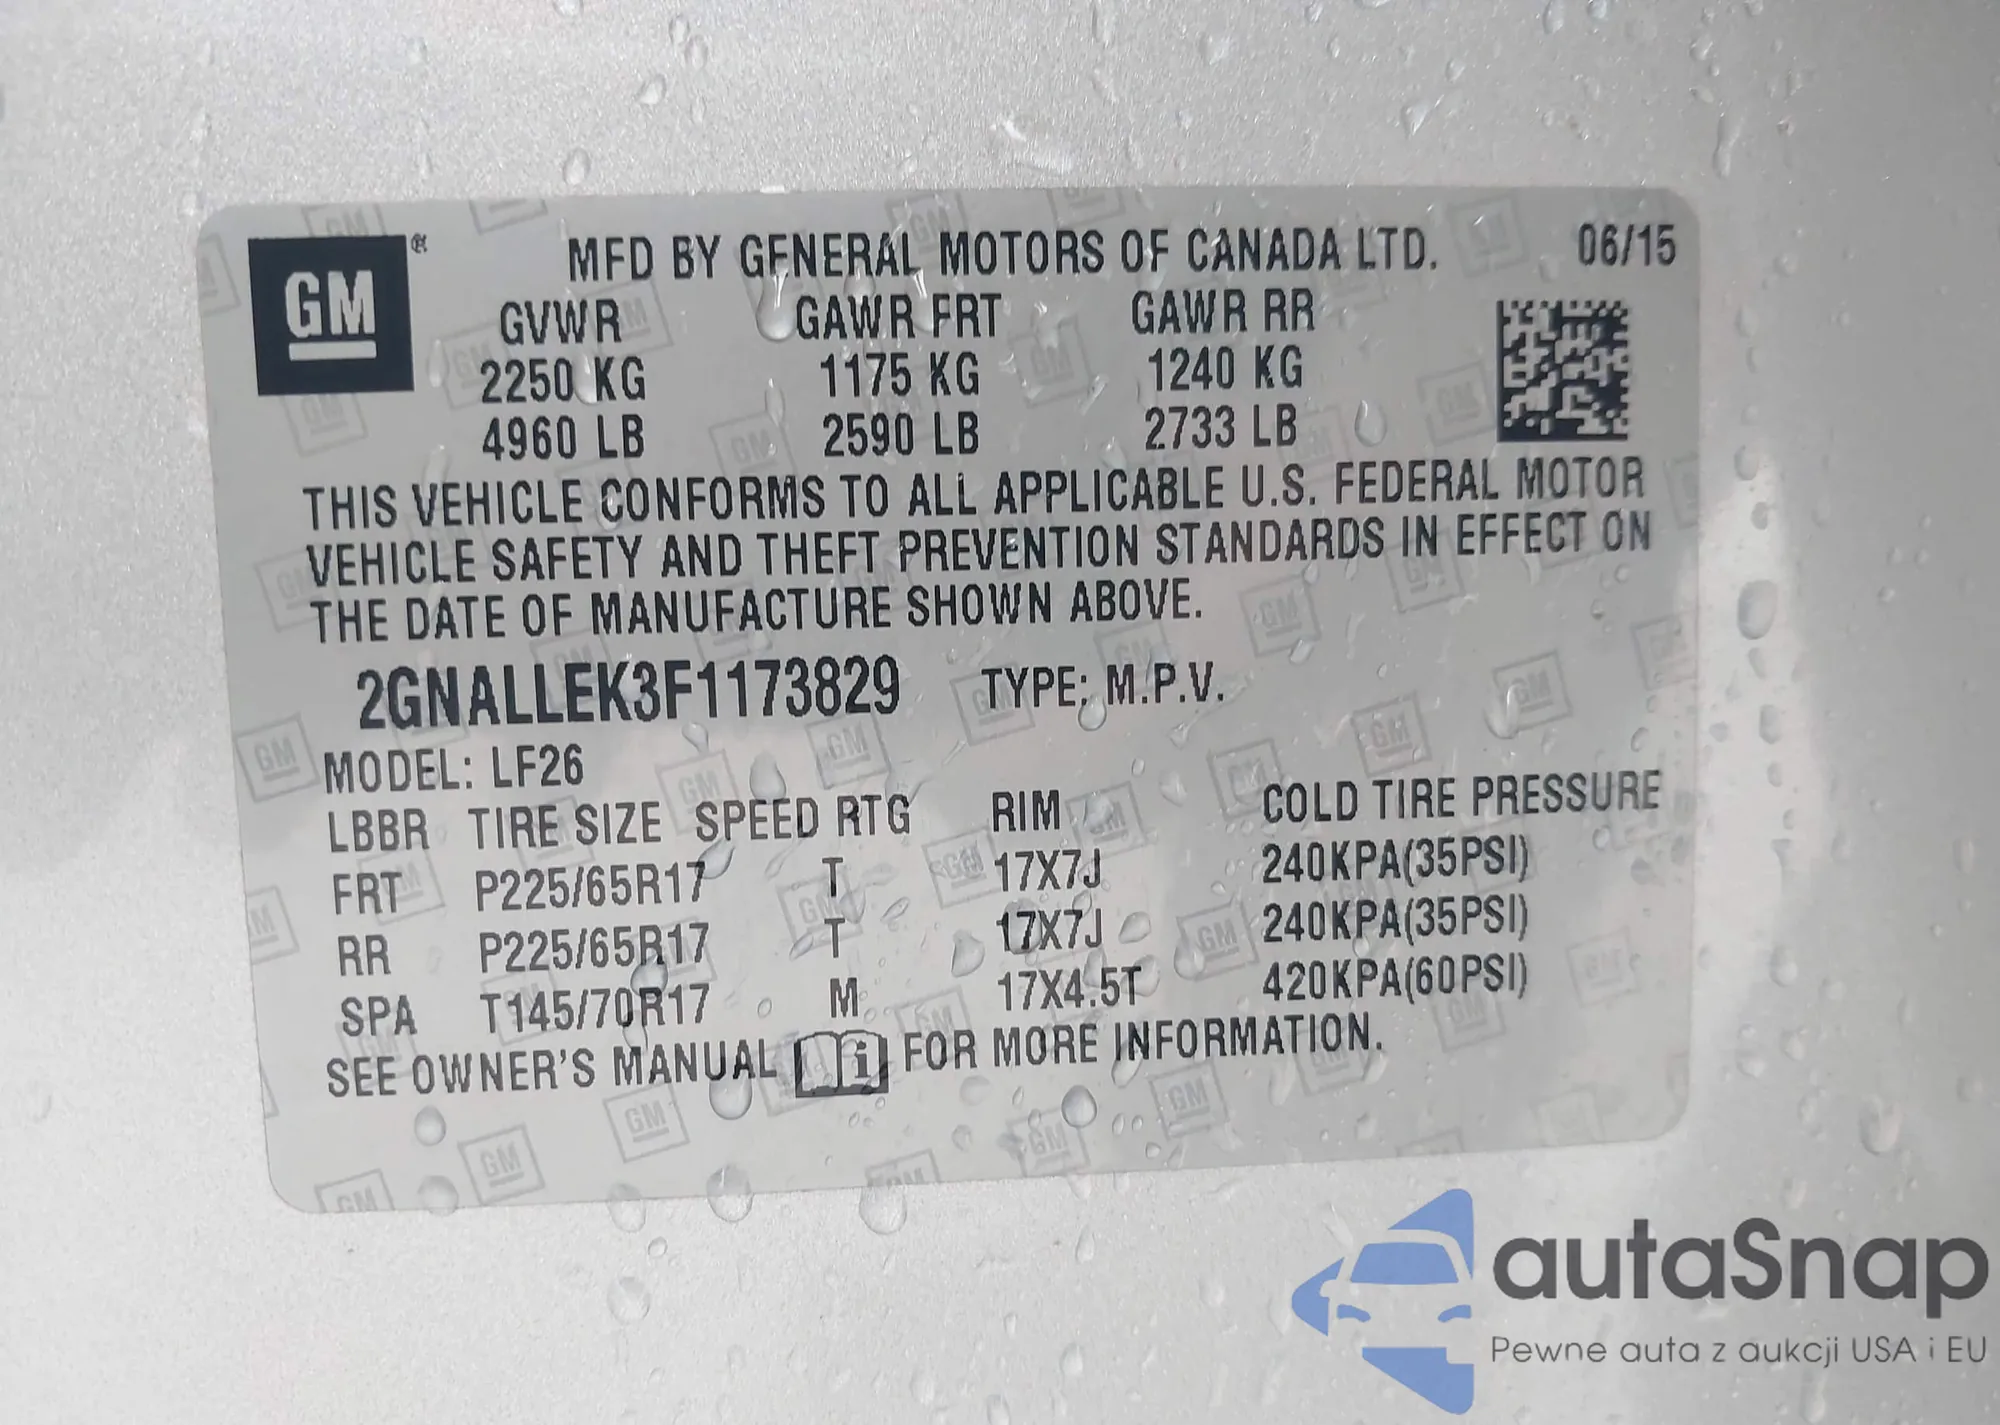 GM ®
MFD BY GENERAL MOTORS OF CANADA LTD. 06/15
GVWR GAWR FRT GAWR RR
2250 KG 1175 KG 1240 KG
4960 LB 2590 LB 2733 LB
THIS VEHICLE CONFORMS TO ALL APPLICABLE U.S. FEDERAL MOTOR
VEHICLE SAFETY AND THEFT PREVENTION STANDARDS IN EFFECT ON
THE DATE OF MANUFACTURE SHOWN ABOVE.
2GNALLEK3F1173829 TYPE: M.P.V.
MODEL: LF26
LBBR TIRE SIZE SPEED RTG RIM COLD TIRE PRESSURE
FRT P225/65R17 T 17X7J 240KPA(35PSI)
RR P225/65R17 T 17X7J 240KPA(35PSI)
SPA T145/70R17 M 17X4.5T 420KPA(60PSI)
SEE OWNER'S MANUAL i FOR MORE INFORMATION.
autaSnap
Pewne auta z aukcji USA i EU